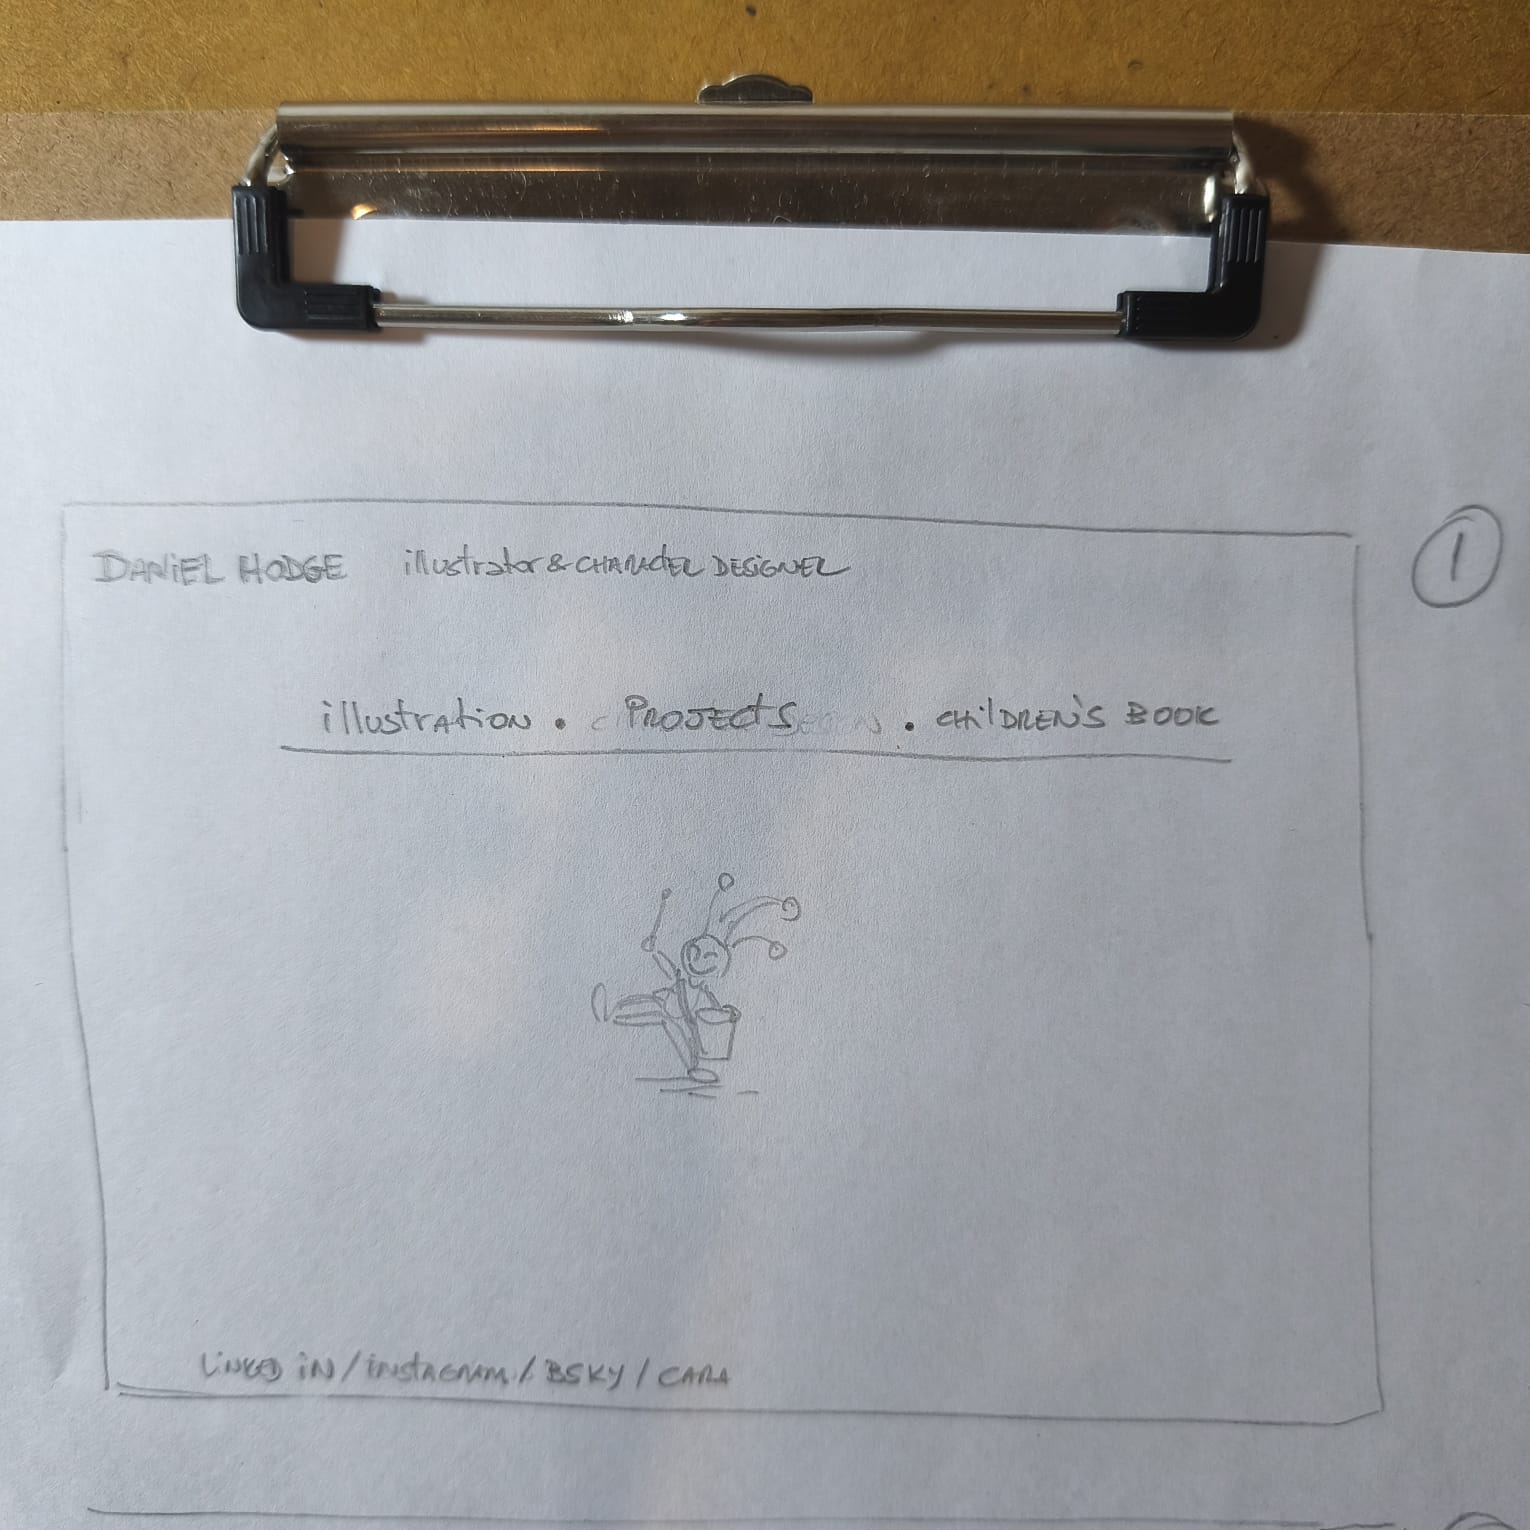 DANIEL HODGE illustrator & CHARACTER DESIGNER
1
illustration • PROJECTS • CHILDREN'S BOOK
LINKED IN / INSTAGRAM / BSKY / CARA